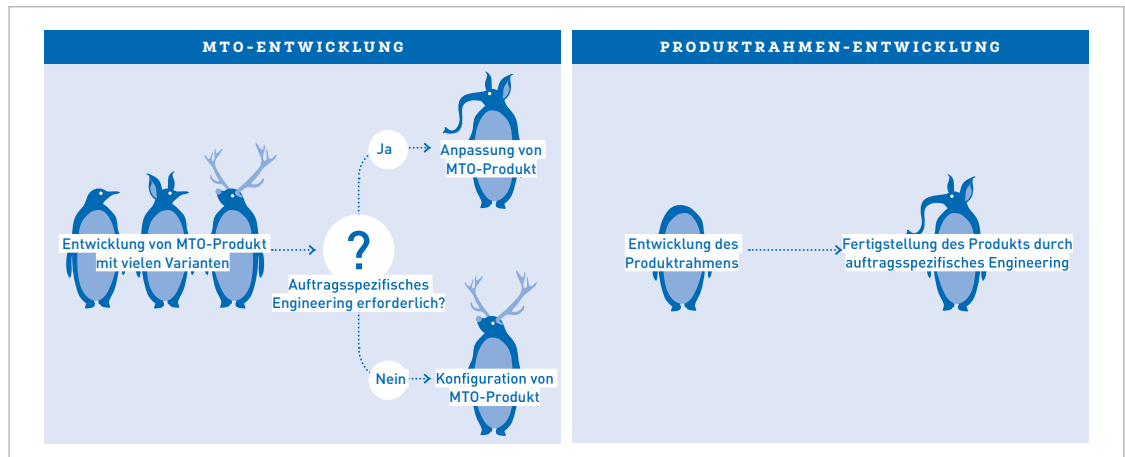 MTO-ENTWICKLUNG
Entwicklung von MTO-Produkt
mit vielen Varianten
?
Auftragsspezifisches
Engineering erforderlich?
Ja
Anpassung von
MTO-Produkt
Nein
Konfiguration von
MTO-Produkt
PRODUKTRAHMEN-ENTWICKLUNG
Entwicklung des
Produktrahmens
Fertigstellung des Produkts durch
auftragsspezifisches Engineering